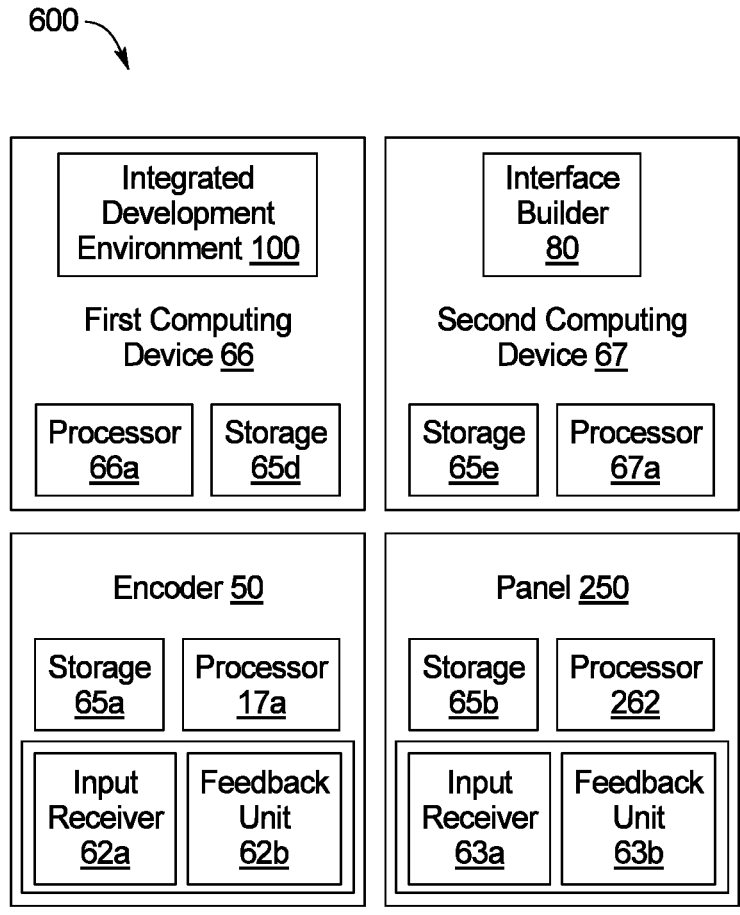 600
Integrated
Development
Environment 100
First Computing
Device 66
Processor
66a
Storage
65d
Interface
Builder
80
Second Computing
Device 67
Storage
65e
Processor
67a
Encoder 50
Storage
65a
Processor
17a
Input
Receiver
62a
Feedback
Unit
62b
Panel 250
Storage
65b
Processor
262
Input
Receiver
63a
Feedback
Unit
63b